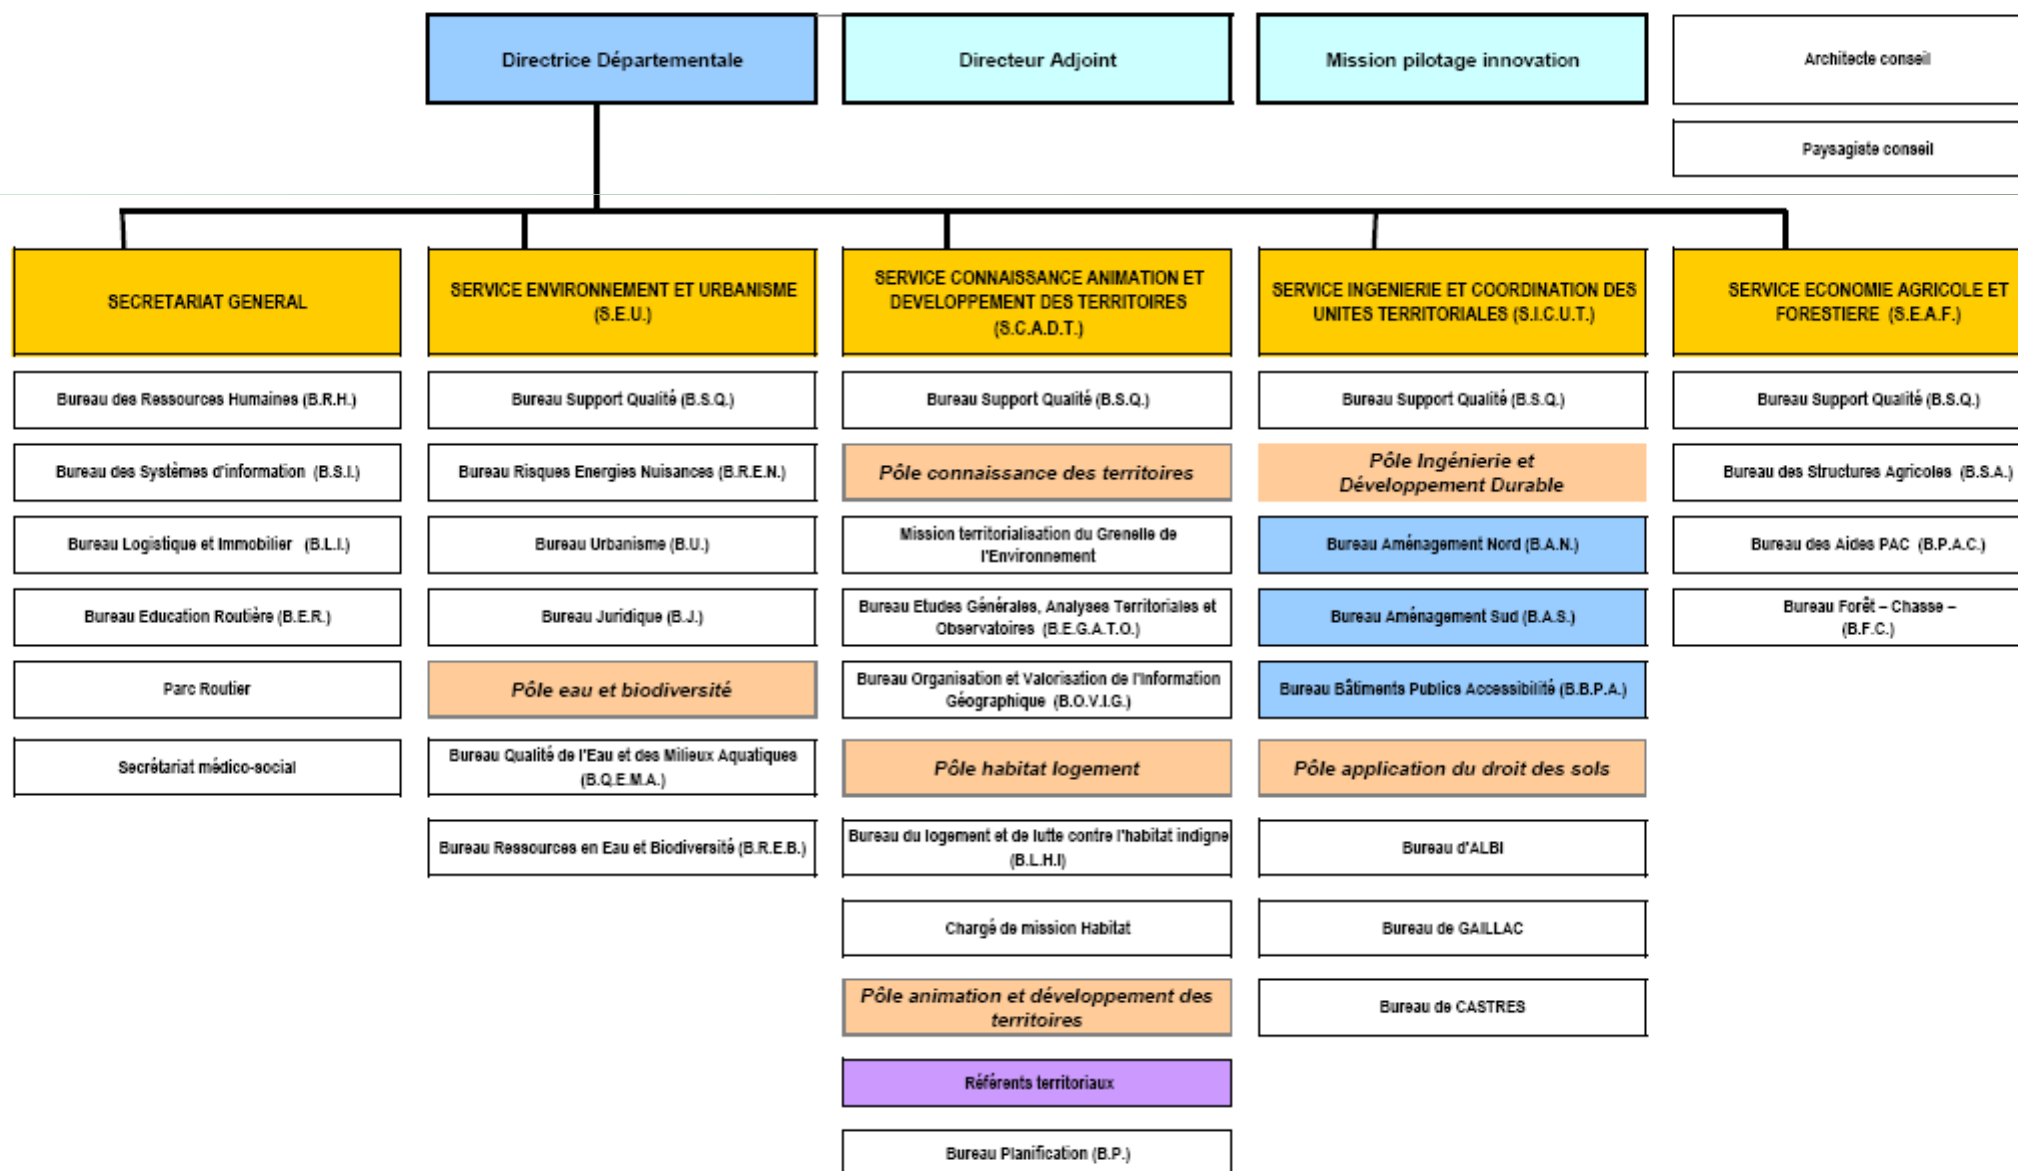 Directrice Départementale
Directeur Adjoint
Mission pilotage innovation
Architecte conseil
Paysagiste conseil
SECRETARIAT GENERAL
Bureau des Ressources Humaines (B.R.H.)
Bureau des Systèmes d'information (B.S.I.)
Bureau Logistique et Immobilier (B.L.I.)
Bureau Education Routière (B.E.R.)
Parc Routier
Secrétariat médico-social
SERVICE ENVIRONNEMENT ET URBANISME
(S.E.U.)
Bureau Support Qualité (B.S.Q.)
Bureau Risques Energies Nuisances (B.R.E.N.)
Bureau Urbanisme (B.U.)
Bureau Juridique (B.J.)
Pôle eau et biodiversité
Bureau Qualité de l'Eau et des Milieux Aquatiques
(B.Q.E.M.A.)
Bureau Ressources en Eau et Biodiversité (B.R.E.B.)
SERVICE CONNAISSANCE ANIMATION ET
DEVELOPPEMENT DES TERRITOIRES
(S.C.A.D.T.)
Bureau Support Qualité (B.S.Q.)
Pôle connaissance des territoires
Mission territorialisation du Grenelle de
l'Environnement
Bureau Etudes Générales, Analyses Territoriales et
Observatoires (B.E.G.A.T.O.)
Bureau Organisation et Valorisation de l'Information
Géographique (B.O.V.I.G.)
Pôle habitat logement
Bureau du logement et de lutte contre l'habitat indigne
(B.L.H.I)
Chargé de mission Habitat
Pôle animation et développement des
territoires
Référents territoriaux
Bureau Planification (B.P.)
SERVICE INGENIERIE ET COORDINATION DES
UNITES TERRITORIALES (S.I.C.U.T.)
Bureau Support Qualité (B.S.Q.)
Pôle Ingénierie et
Développement Durable
Bureau Aménagement Nord (B.A.N.)
Bureau Aménagement Sud (B.A.S.)
Bureau Bâtiments Publics Accessibilité (B.B.P.A.)
Pôle application du droit des sols
Bureau d'ALBI
Bureau de GAILLAC
Bureau de CASTRES
SERVICE ECONOMIE AGRICOLE ET
FORESTIERE (S.E.A.F.)
Bureau Support Qualité (B.S.Q.)
Bureau des Structures Agricoles (B.S.A.)
Bureau des Aides PAC (B.P.A.C.)
Bureau Forêt – Chasse –
(B.F.C.)